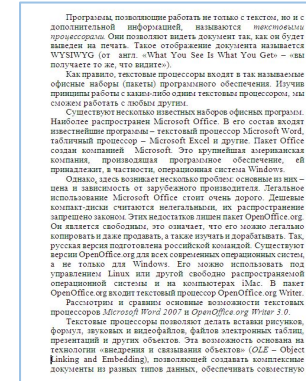 Программы, позволяющие работать не только с текстом, но и с
дополнительной информацией, называются текстовыми
процессорами. Они позволяют видеть документ так, как он будет
выведен на печать. Такое отображение документа называется
WYSIWYG (от англ. «What You See Is What You Get» – «вы
получаете то же, что видите»).
Как правило, текстовые процессоры входят в так называемые
офисные наборы (пакеты) программного обеспечения. Изучив
принципы работы с каким-либо одним текстовым процессором, мы
сможем работать с любым другим.
Существуют несколько известных наборов офисных программ.
Наиболее распространен Microsoft Office. В его состав входят
известнейшие программы – текстовый процессор Microsoft Word,
табличный процессор – Microsoft Excel и другие. Пакет Office
создан компанией Microsoft. Это крупнейшая американская
компания, производящая программное обеспечение, ей
принадлежит, в частности, операционная система Windows.
Однако, здесь возникает несколько проблем: основные из них –
цена и зависимость от зарубежного производителя. Легальное
использование Microsoft Office стоит очень дорого. Дешевые
компакт-диски считаются нелегальными, их распространение
запрещено законом. Этих недостатков лишен пакет OpenOffice.org.
Он является свободным, это означает, что его можно легально
копировать и даже продавать, а также изучать и дорабатывать. Так,
русская версия подготовлена российской командой. Существуют
версии OpenOffice.org для всех современных операционных систем,
а не только для Windows. Его можно использовать под
управлением Linux или другой свободно распространяемой
операционной системы и на компьютерах iMac. В пакет
OpenOffice.org входит текстовый процессор OpenOffice.org Writer.
Рассмотрим и сравним основные возможности текстовых
процессоров Microsoft Word 2007 и OpenOffice.org Writer 3.0.
Текстовые процессоры позволяют делать вставки рисунков,
формул, звуковых и видеофайлов, файлов электронных таблиц,
презентаций и других объектов. Эта возможность основана на
технологии «внедрения и связывания объектов» (OLE – Object
Linking and Embedding), позволяющей создавать комплексные
документы из разных типов данных, обеспечивать совместную